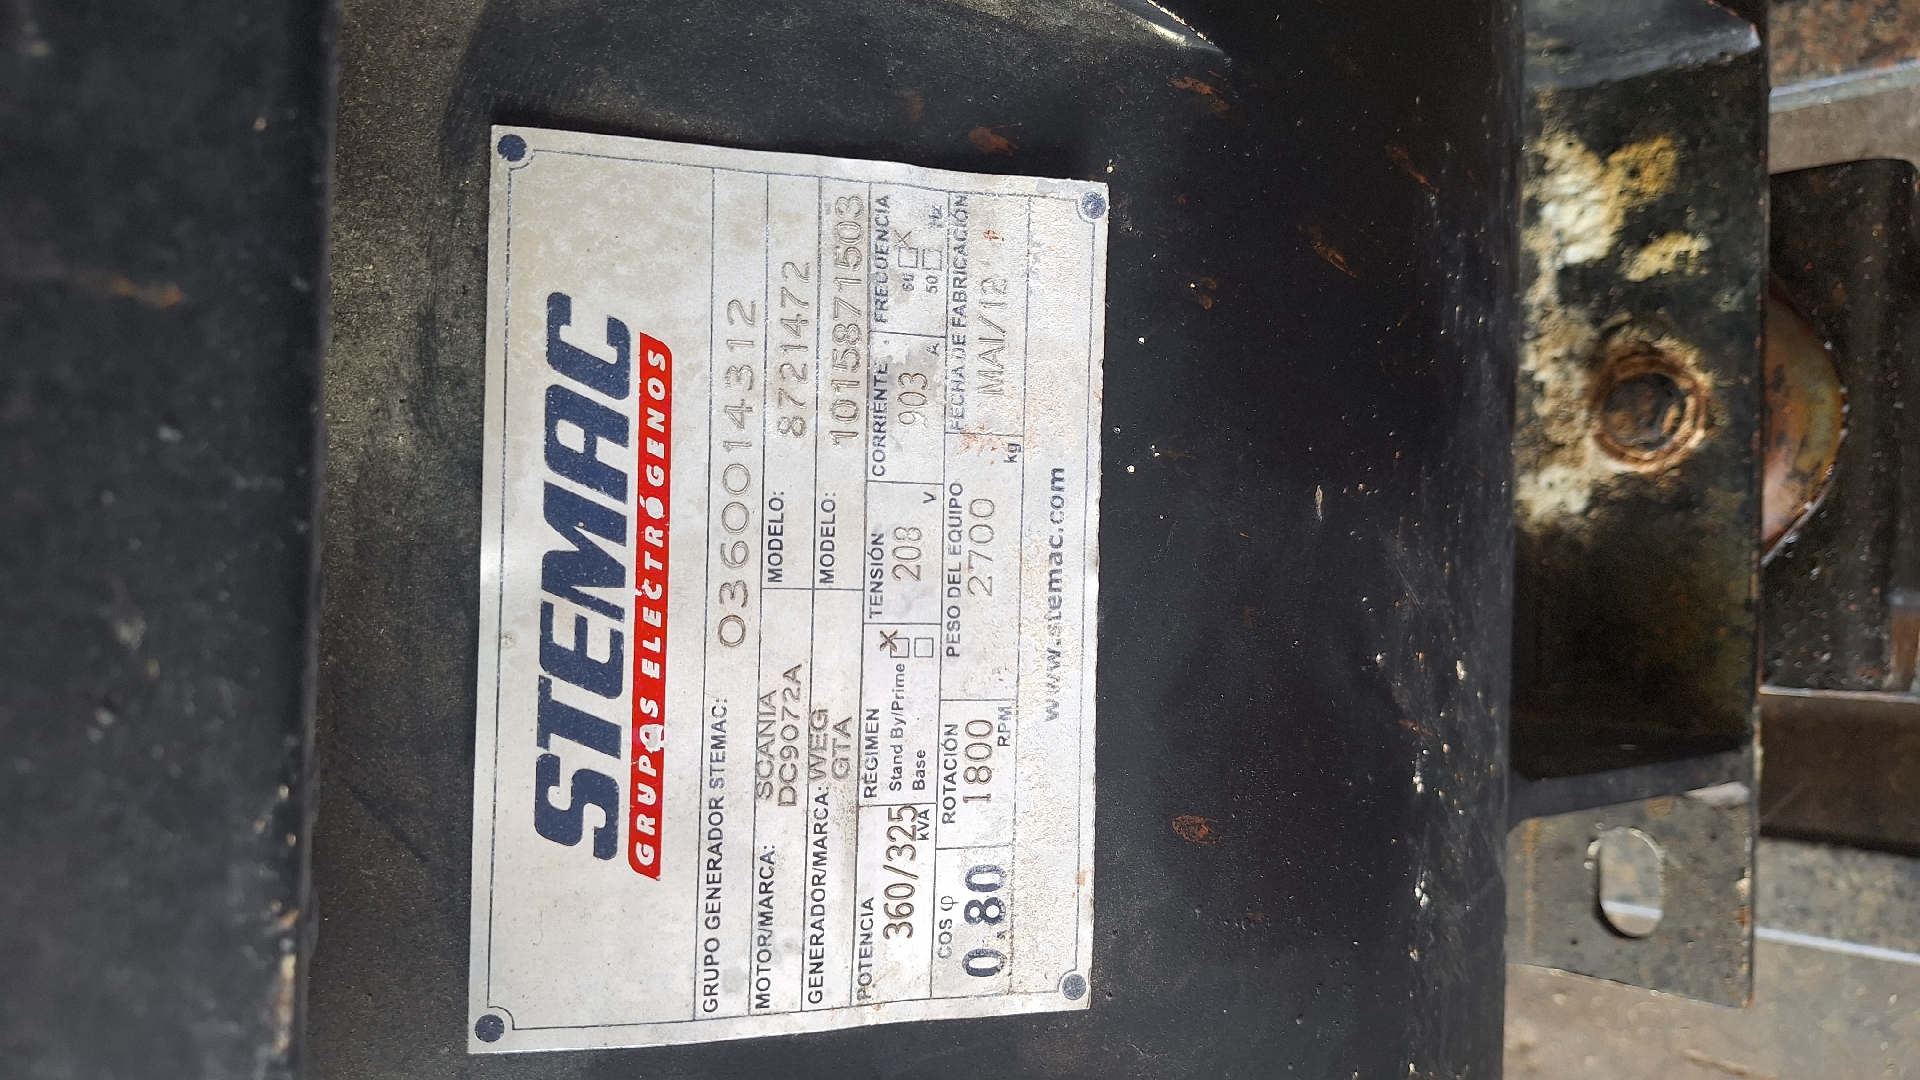 STEMAC
GRUPOS ELECTRÓGENOS
GRUPO GENERADOR STEMAC: 0360014312
MOTOR/MARCA: SCANIA DC9072A MODELO: 8721472
GENERADOR/MARCA: WEG GTA MODELO: 1015871503
POTENCIA 360/325 kVA
RÉGIMEN Stand By/Prime X
Base
TENSIÓN 208 V
CORRIENTE 903 A
FRECUENCIA 60 X
50 Hz
COS φ 0.80
ROTACIÓN 1800 RPM
PESO DEL EQUIPO 2700 kg
FECHA DE FABRICACIÓN MAI/12
www.stemac.com